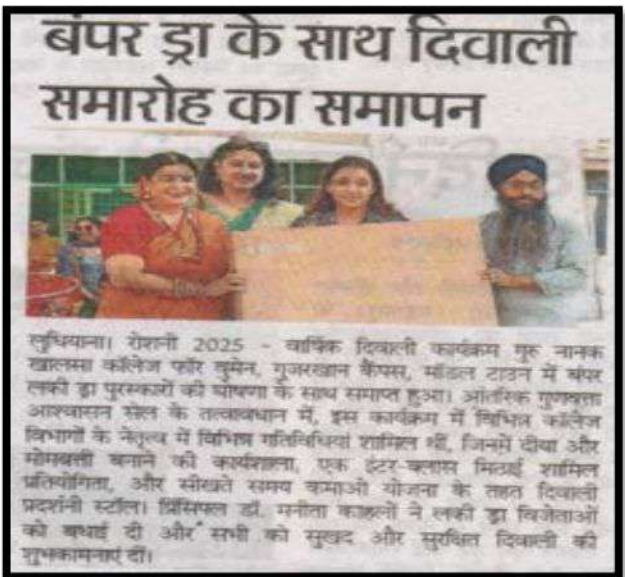 बंपर ड्रा के साथ दिवाली
समारोह का समापन
लुधियाना। रोशनी 2025 - वार्षिक दिवाली कार्यक्रम गुरु नानक
खालसा कॉलेज फॉर वुमेन, गुजरखान कैंपस, मॉडल टाउन में बंपर
लकी ड्रा पुरस्कारों की घोषणा के साथ समाप्त हुआ। आंतरिक गुणवत्ता
आश्वासन सेल के तत्वावधान में, इस कार्यक्रम में विभिन्न कॉलेज
विभागों के नेतृत्व में विभिन्न गतिविधियां शामिल थीं, जिनमें दीया और
मोमबत्ती बनाने की कार्यशाला, एक इंटर-क्लास मिठाई शामिल
प्रतियोगिता, और सीखते समय कमाओ योजना के तहत दिवाली
प्रदर्शनी स्टॉल। प्रिंसिपल डॉ. मनीता काहलों ने लकी ड्रा विजेताओं
को बधाई दी और सभी को सुखद और सुरक्षित दिवाली की
शुभकामनाएं दीं।